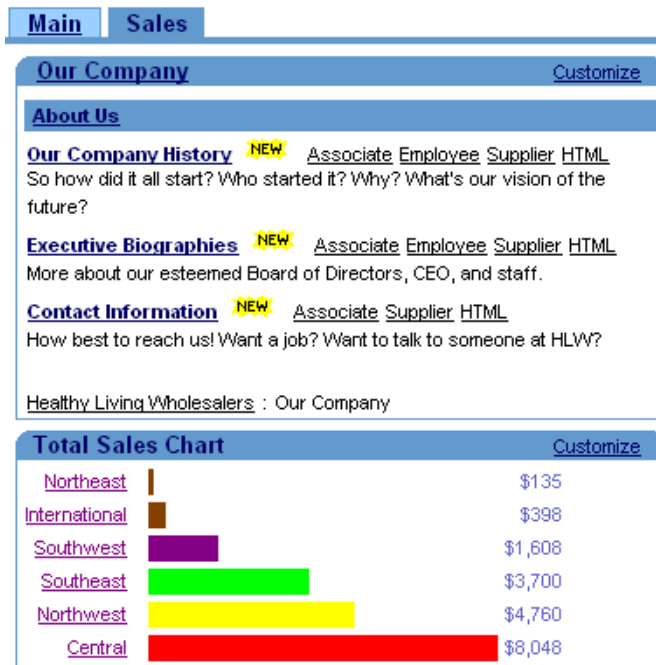 Main Sales
Our Company Customize
About Us
Our Company History NEW Associate Employee Supplier HTML
So how did it all start? Who started it? Why? What's our vision of the
future?
Executive Biographies NEW Associate Employee Supplier HTML
More about our esteemed Board of Directors, CEO, and staff.
Contact Information NEW Associate Supplier HTML
How best to reach us! Want a job? Want to talk to someone at HLW?
Healthy Living Wholesalers : Our Company
Total Sales Chart Customize
Northeast $135
International $398
Southwest $1,608
Southeast $3,700
Northwest $4,760
Central $8,048